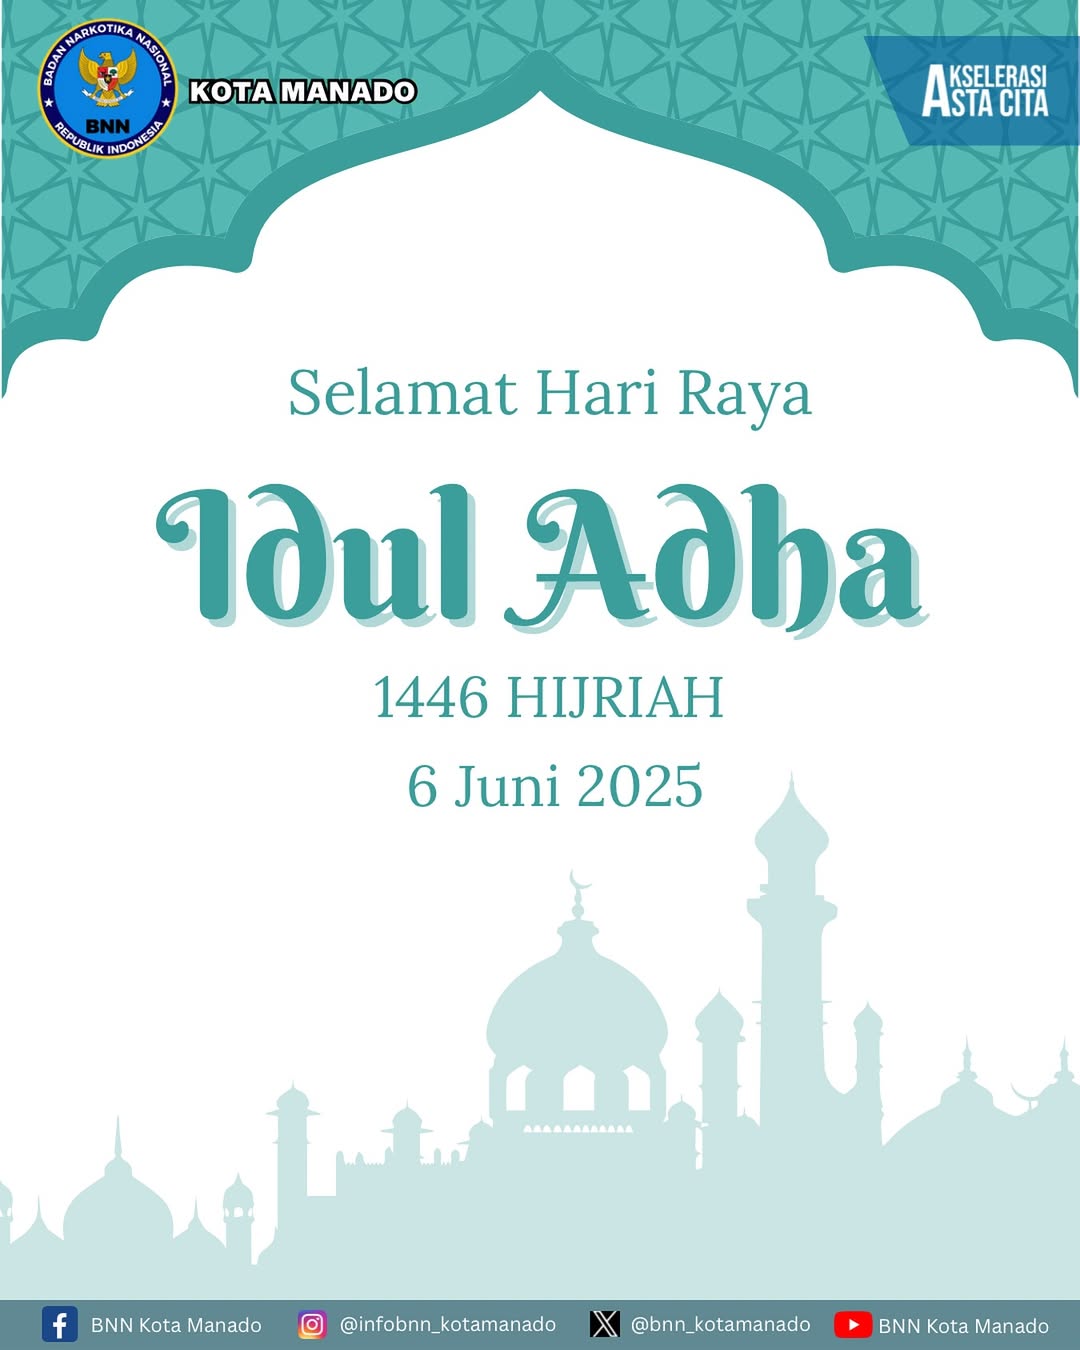 BADAN NARKOTIKA NASIONAL
BNN
REPUBLIK INDONESIA
KOTA MANADO
AKSELERASI
ASTA CITA
Selamat Hari Raya
Idul Adha
1446 HIJRIAH
6 Juni 2025
BNN Kota Manado
@infobnn_kotamanado
@bnn_kotamanado
BNN Kota Manado